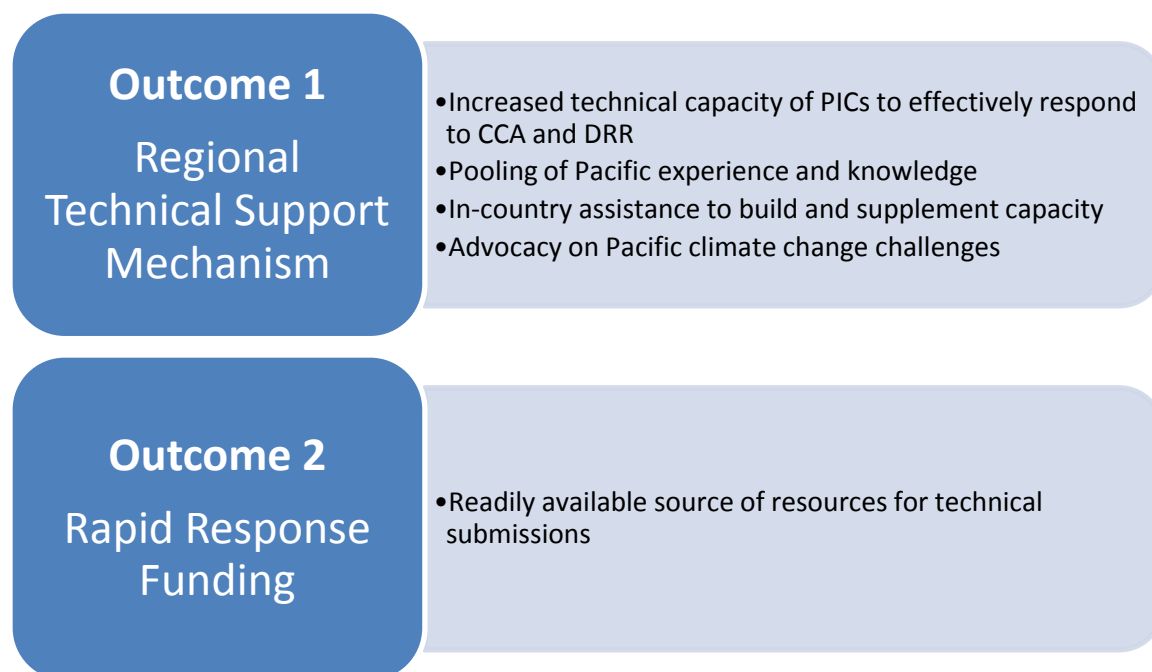 Outcome 1
Regional
Technical Support
Mechanism
•Increased technical capacity of PICs to effectively respond
to CCA and DRR
•Pooling of Pacific experience and knowledge
•In-country assistance to build and supplement capacity
•Advocacy on Pacific climate change challenges
Outcome 2
Rapid Response
Funding
•Readily available source of resources for technical
submissions